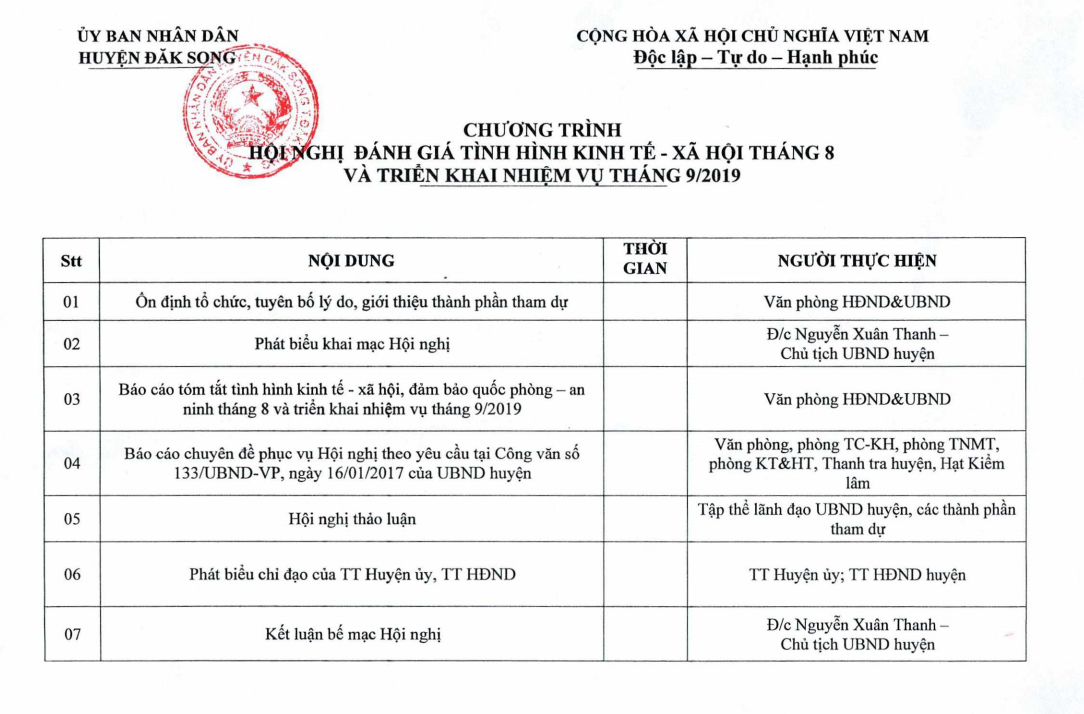 ỦY BAN NHÂN DÂN
HUYỆN ĐĂK SONG
CỘNG HÒA XÃ HỘI CHỦ NGHĨA VIỆT NAM
Độc lập – Tự do – Hạnh phúc
CHƯƠNG TRÌNH
HỘI NGHỊ ĐÁNH GIÁ TÌNH HÌNH KINH TẾ - XÃ HỘI THÁNG 8
VÀ TRIỂN KHAI NHIỆM VỤ THÁNG 9/2019
Stt
NỘI DUNG
THỜI
GIAN
NGƯỜI THỰC HIỆN
01
Ổn định tổ chức, tuyên bố lý do, giới thiệu thành phần tham dự
Văn phòng HĐND&UBND
02
Phát biểu khai mạc Hội nghị
Đ/c Nguyễn Xuân Thanh –
Chủ tịch UBND huyện
03
Báo cáo tóm tắt tình hình kinh tế - xã hội, đảm bảo quốc phòng – an
ninh tháng 8 và triển khai nhiệm vụ tháng 9/2019
Văn phòng HĐND&UBND
04
Báo cáo chuyên đề phục vụ Hội nghị theo yêu cầu tại Công văn số
133/UBND-VP, ngày 16/01/2017 của UBND huyện
Văn phòng, phòng TC-KH, phòng TNMT,
phòng KT&HT, Thanh tra huyện, Hạt Kiểm
lâm
05
Hội nghị thảo luận
Tập thể lãnh đạo UBND huyện, các thành phần
tham dự
06
Phát biểu chỉ đạo của TT Huyện ủy, TT HĐND
TT Huyện ủy; TT HĐND huyện
07
Kết luận bế mạc Hội nghị
Đ/c Nguyễn Xuân Thanh –
Chủ tịch UBND huyện